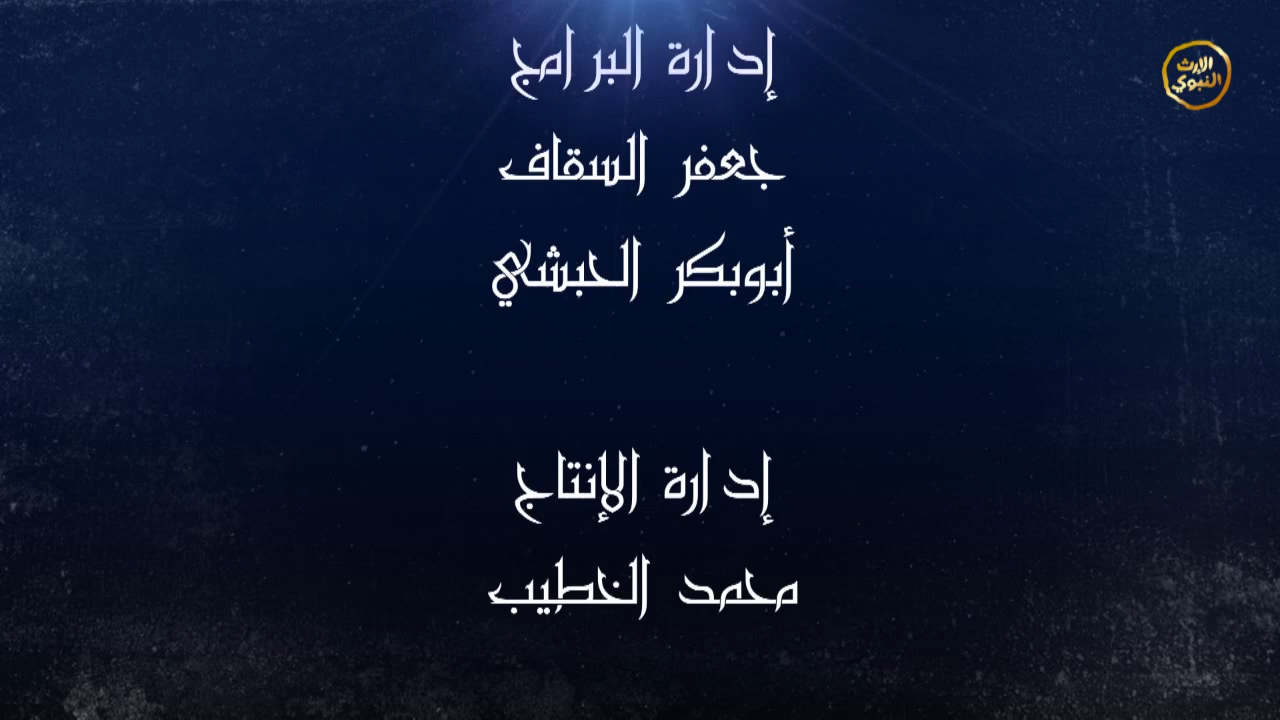 إدارة البرامج
الإرث
النبوي
جعفر السقاف
أبوبكر الحبشي
إدارة الإنتاج
محمد الخطيب